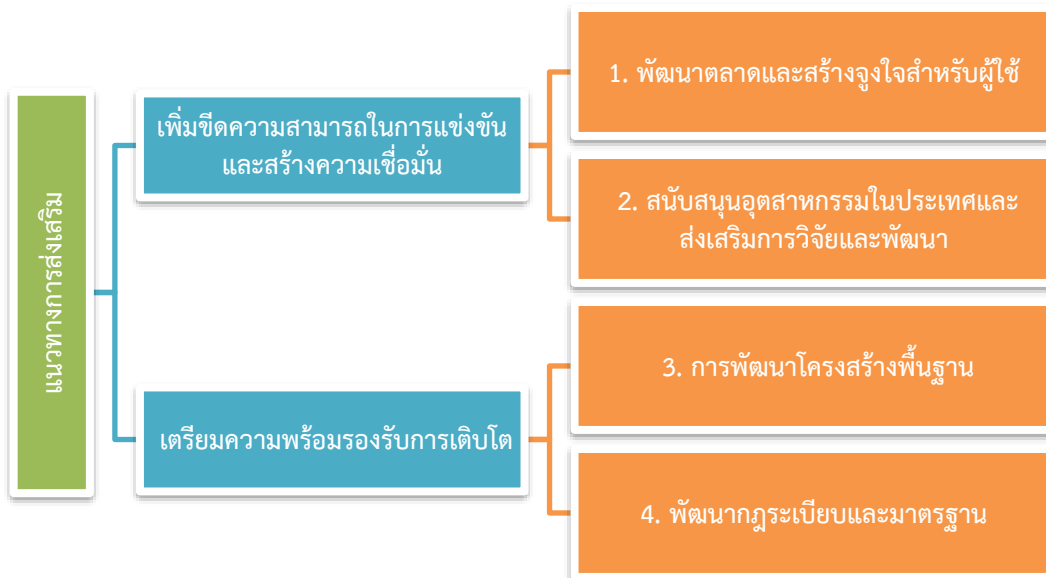 แนวทางการส่งเสริม
เพิ่มขีดความสามารถในการแข่งขัน
และสร้างความเชื่อมั่น
1. พัฒนาตลาดและสร้างจูงใจสำหรับผู้ใช้
2. สนับสนุนอุตสาหกรรมในประเทศและ
ส่งเสริมการวิจัยและพัฒนา
เตรียมความพร้อมรองรับการเติบโต
3. การพัฒนาโครงสร้างพื้นฐาน
4. พัฒนากฎระเบียบและมาตรฐาน